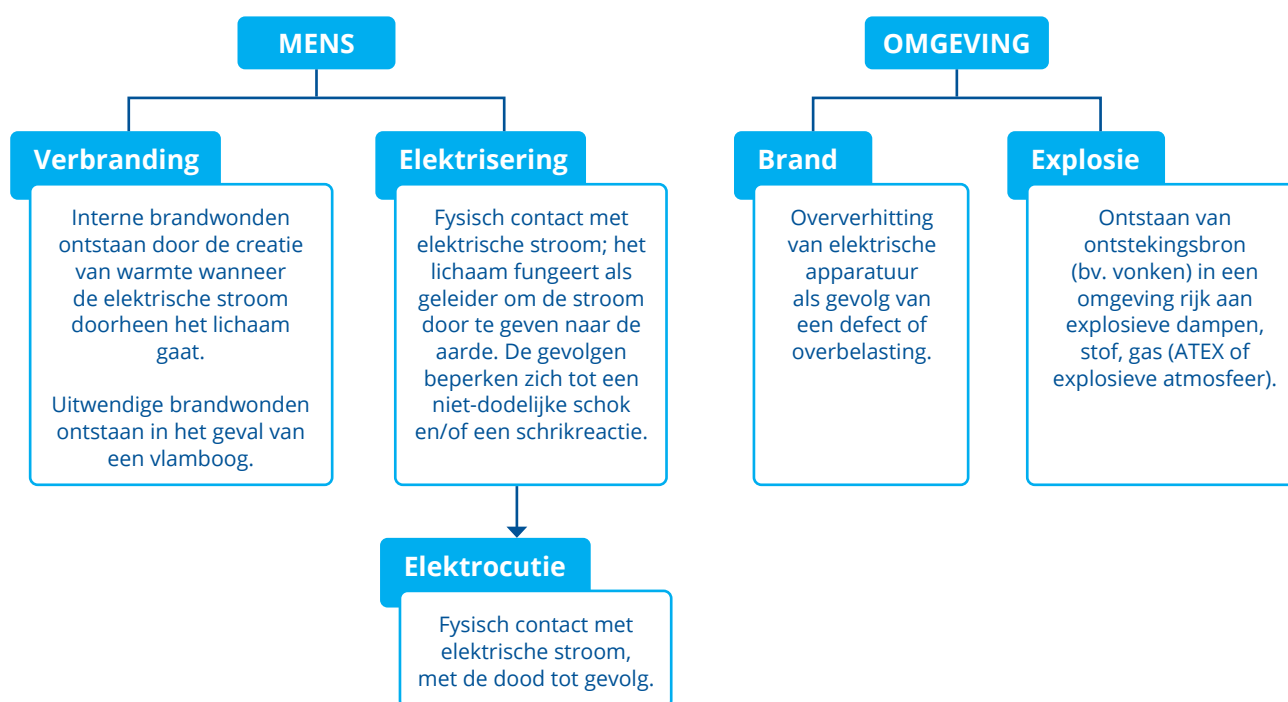 MENS
Verbranding
Interne brandwonden
ontstaan door de creatie
van warmte wanneer
de elektrische stroom
doorheen het lichaam
gaat.
Uitwendige brandwonden
ontstaan in het geval van
een vlamboog.
Elektrisering
Fysisch contact met
elektrische stroom; het
lichaam fungeert als
geleider om de stroom
door te geven naar de
aarde. De gevolgen
beperken zich tot een
niet-dodelijke schok
en/of een schrikreactie.
Elektrocutie
Fysisch contact met
elektrische stroom,
met de dood tot gevolg.
OMGEVING
Brand
Oververhitting
van elektrische
apparatuur
als gevolg van
een defect of
overbelasting.
Explosie
Ontstaan van
ontstekingsbron
(bv. vonken) in een
omgeving rijk aan
explosieve dampen,
stof, gas (ATEX of
explosieve atmosfeer).